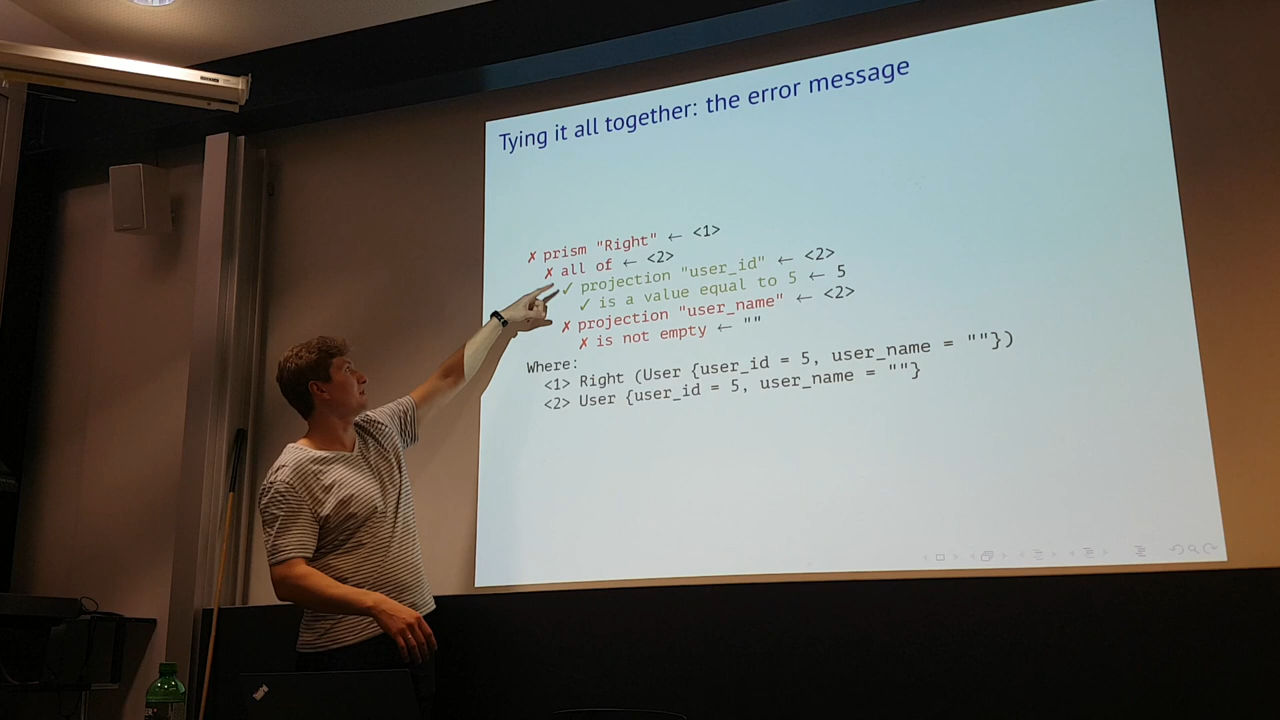 Tying it all together: the error message
✗ prism "Right" ← <1>
✗ all of ← <2>
✓ projection "user_id" ← <2>
✓ is a value equal to 5 ← 5
✗ projection "user_name" ← <2>
✗ is not empty ← ""
Where:
<1> Right (User {user_id = 5, user_name = ""})
<2> User {user_id = 5, user_name = ""}